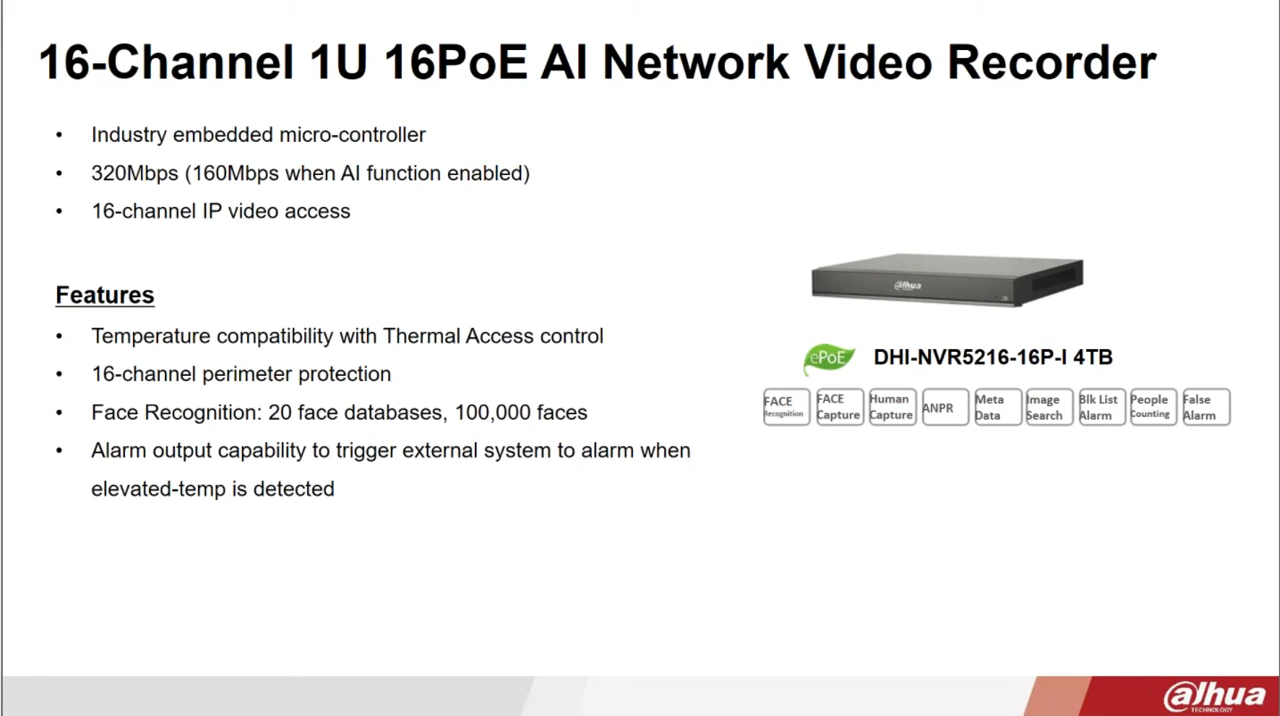 16-Channel 1U 16PoE AI Network Video Recorder
• Industry embedded micro-controller
• 320Mbps (160Mbps when AI function enabled)
• 16-channel IP video access
Features
• Temperature compatibility with Thermal Access control
• 16-channel perimeter protection
• Face Recognition: 20 face databases, 100,000 faces
• Alarm output capability to trigger external system to alarm when
elevated-temp is detected
alhua
ePoE
DHI-NVR5216-16P-I 4TB
FACE
Recognition
FACE
Capture
Human
Capture
ANPR
Meta
Data
Image
Search
Blk List
Alarm
People
Counting
False
Alarm
alhua
TECHNOLOGY